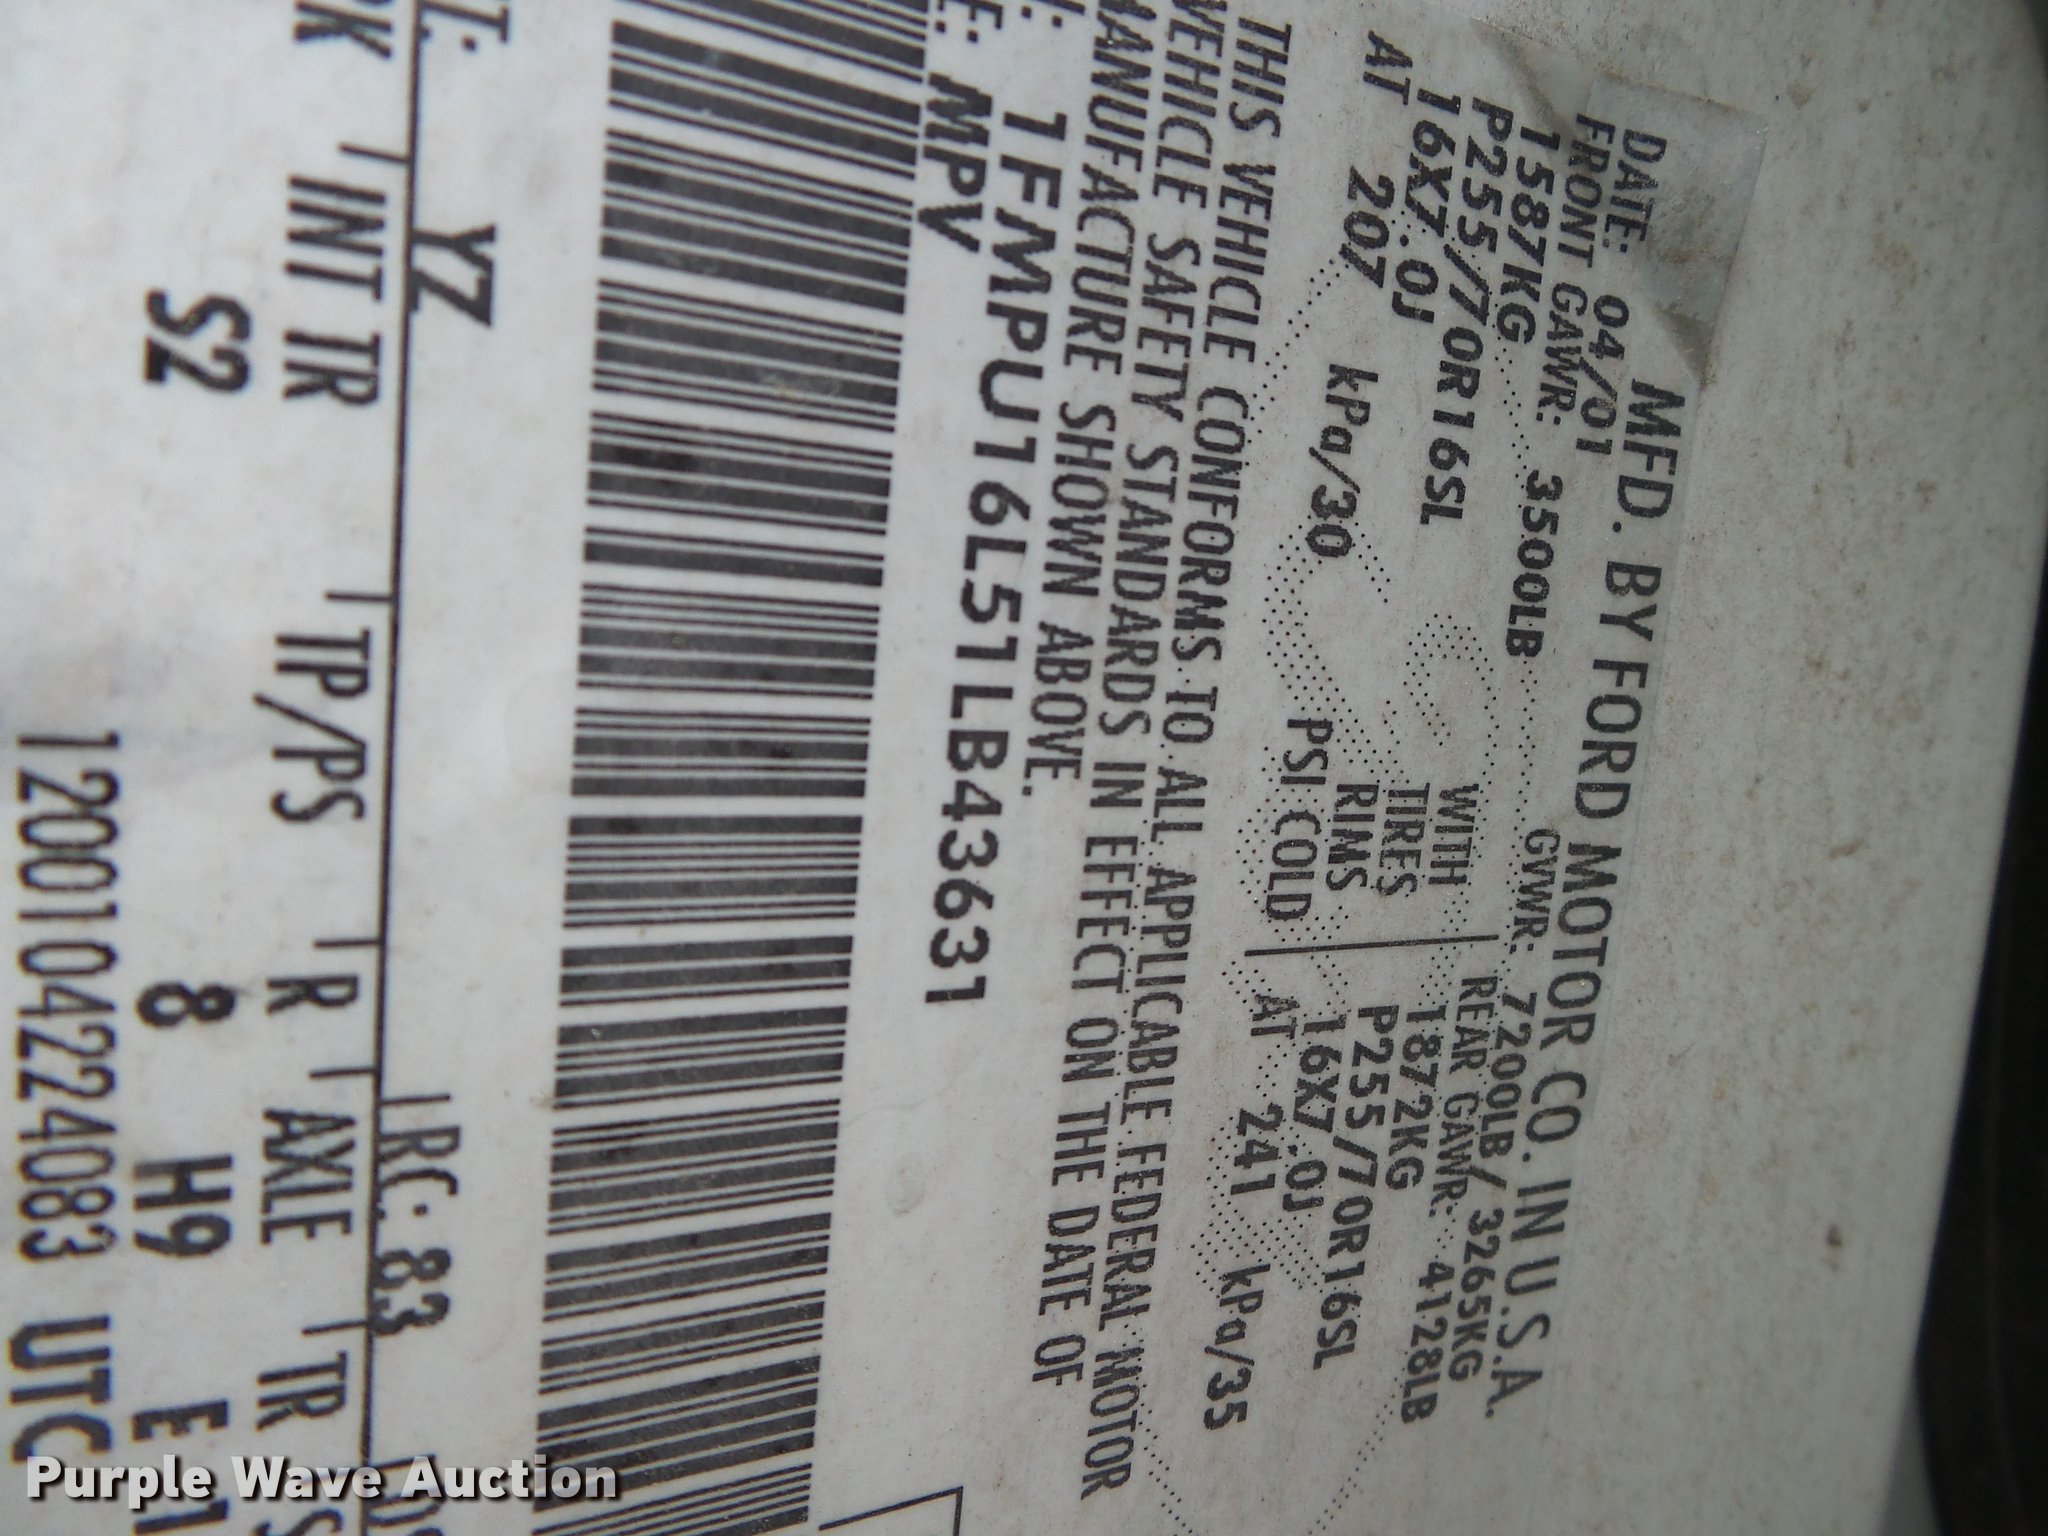 MFD. BY FORD MOTOR CO. IN U.S.A.
DATE: 04/01 GVWR: 7200LB/ 3265KG
FRONT GAWR: 3500LB REAR GAWR: 4128LB
1587KG WITH 1872KG
P255/70R16SL TIRES P255/70R16SL
16X7.0J RIMS 16X7.0J
AT 207 kPa/30 PSI COLD AT 241 kPa/35
THIS VEHICLE CONFORMS TO ALL APPLICABLE FEDERAL MOTOR
VEHICLE SAFETY STANDARDS IN EFFECT ON THE DATE OF
MANUFACTURE SHOWN ABOVE.
: 1FMPU16L51LB43631
E: MPV
T: YZ RC: 83
INT TR TP/PS R AXLE TR
S2 8 H9 E
12001042224083 UTC
Purple Wave Auction